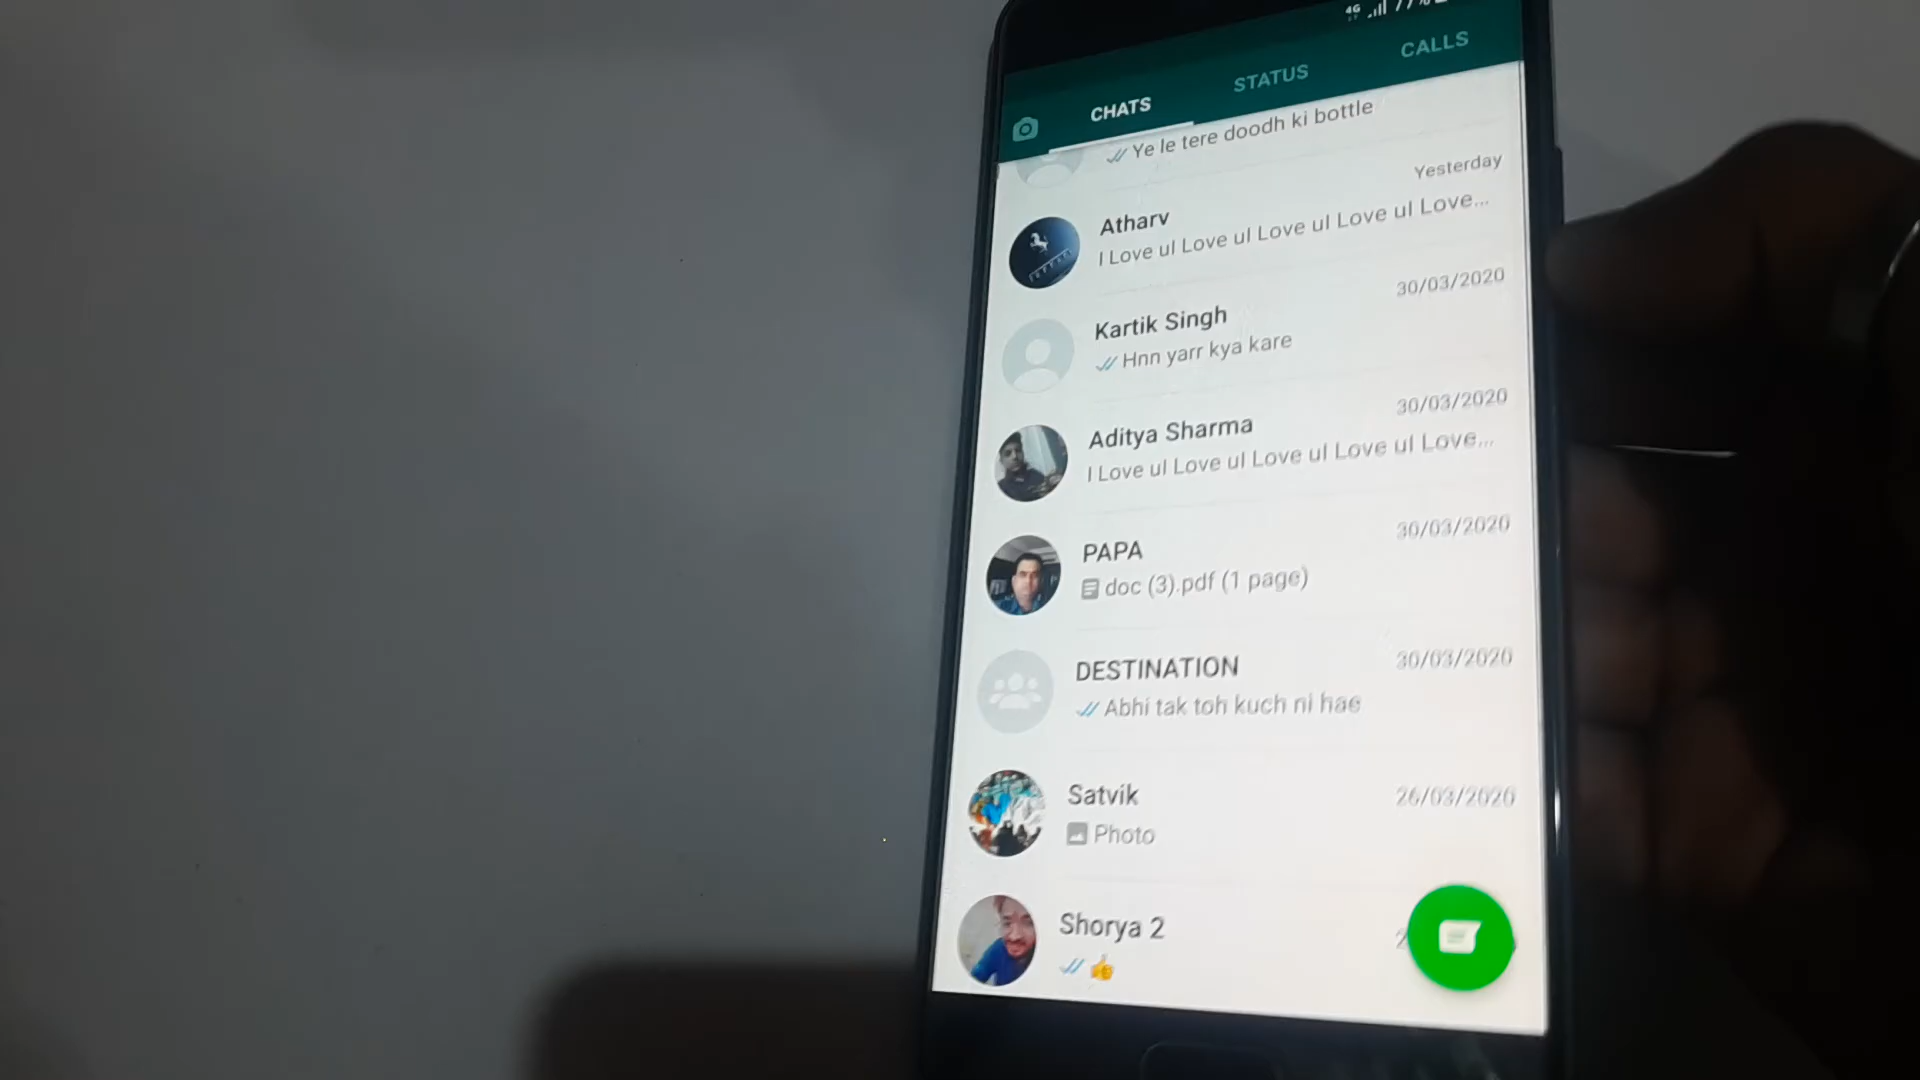 4G 77%
CHATS STATUS CALLS
Ye le tere doodh ki bottle
Yesterday
Atharv
I Love ul Love ul Love ul Love ul Love...
30/03/2020
Kartik Singh
Hnn yarr kya kare
30/03/2020
Aditya Sharma
I Love ul Love ul Love ul Love ul Love...
30/03/2020
PAPA
doc (3).pdf (1 page)
30/03/2020
DESTINATION
Abhi tak toh kuch ni hae
26/03/2020
Satvik
Photo
Shorya 2
👍